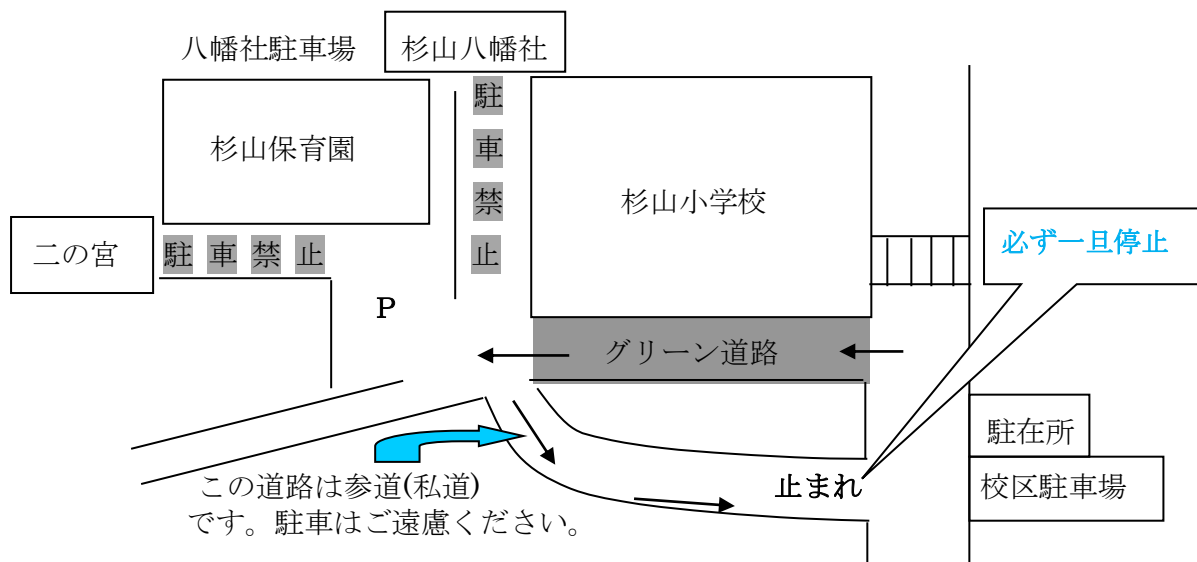 八幡社駐車場
杉山八幡社
駐車禁止
杉山保育園
杉山小学校
二の宮
駐車禁止
必ず一旦停止
P
グリーン道路
駐在所
この道路は参道(私道)
です。駐車はご遠慮ください。
止まれ
校区駐車場